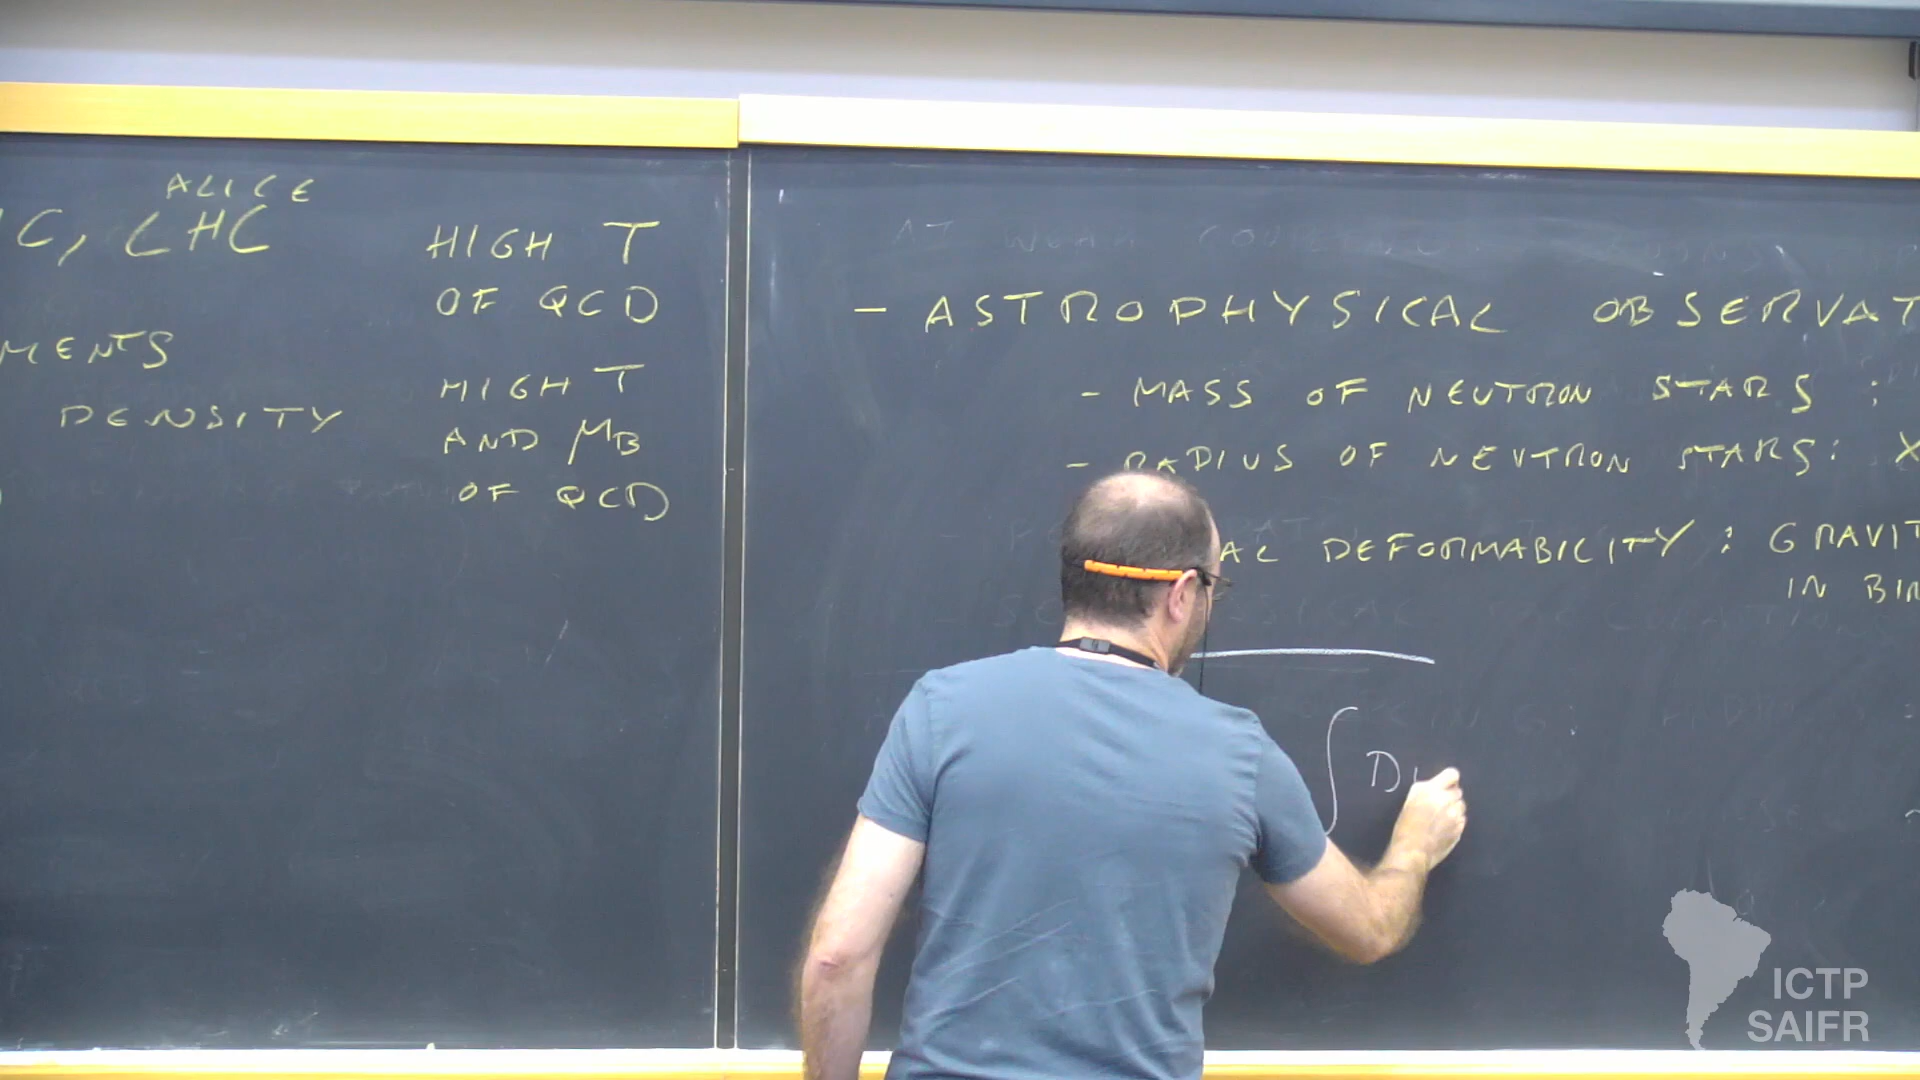 ALICE
C, LHC
MENTS
DENSITY
HIGH T
OF QCD
HIGH T
AND μB
OF QCD
- ASTROPHYSICAL OBSERVAT
- MASS OF NEUTRON STARS :
- RADIUS OF NEUTRON STARS: X
AL DEFORMABILITY : GRAVIT
IN BIN
∫ D
ICTP
SAIFR